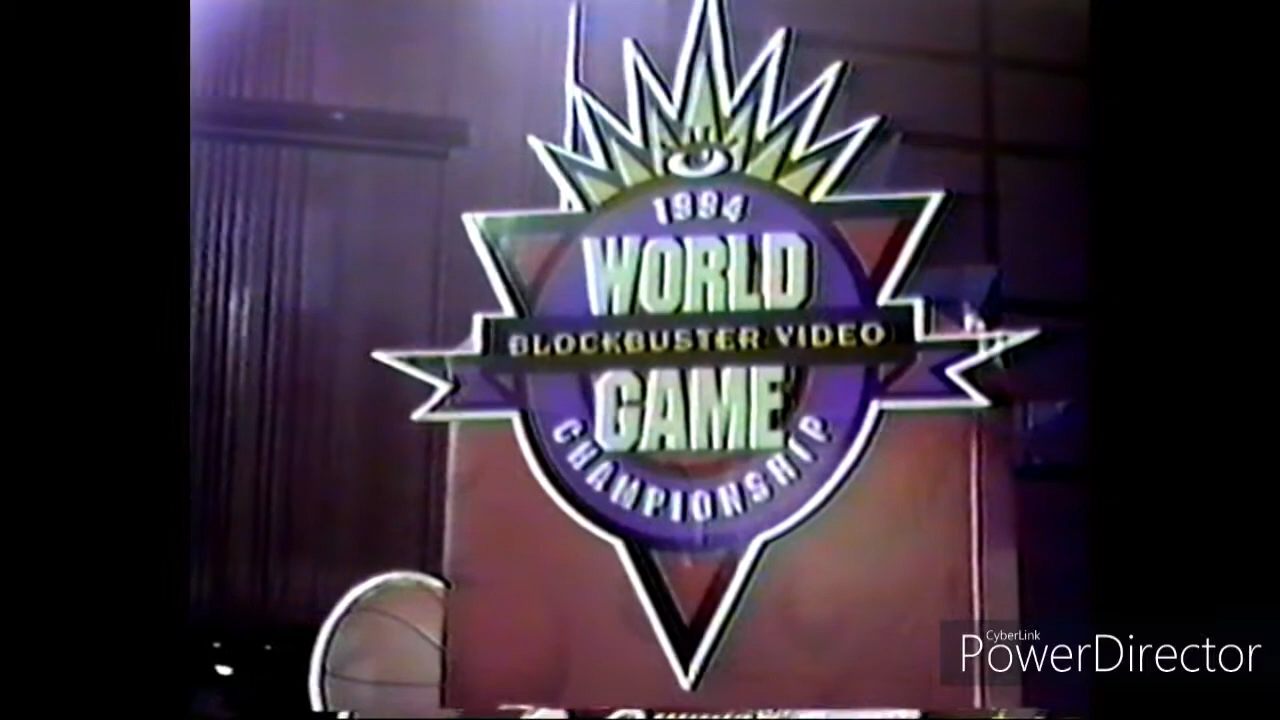 1994
WORLD
BLOCKBUSTER VIDEO
GAME
CHAMPIONSHIP
CyberLink
PowerDirector